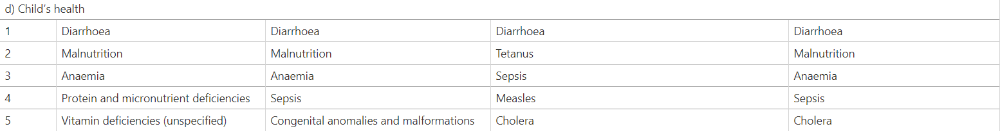 d) Child’s health
1 Diarrhoea Diarrhoea Diarrhoea Diarrhoea
2 Malnutrition Malnutrition Tetanus Malnutrition
3 Anaemia Anaemia Sepsis Anaemia
4 Protein and micronutrient deficiencies Sepsis Measles Sepsis
5 Vitamin deficiencies (unspecified) Congenital anomalies and malformations Cholera Cholera